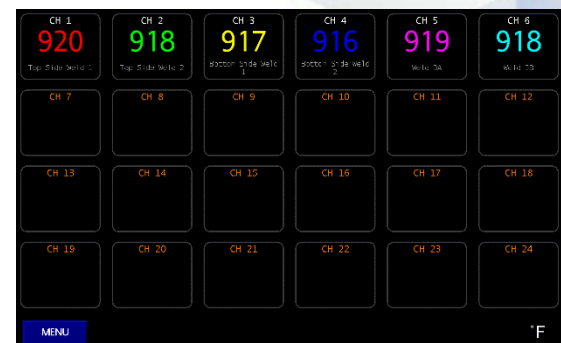 CH 1 CH 2 CH 3 CH 4 CH 5 CH 6
920 918 917 916 919 918
Top Side Weld 1 Top Side Weld 2 Bottom Side Weld 1 Bottom Side Weld 2 Weld 3A Weld 3B
CH 7 CH 8 CH 9 CH 10 CH 11 CH 12
CH 13 CH 14 CH 15 CH 16 CH 17 CH 18
CH 19 CH 20 CH 21 CH 22 CH 23 CH 24
MENU °F